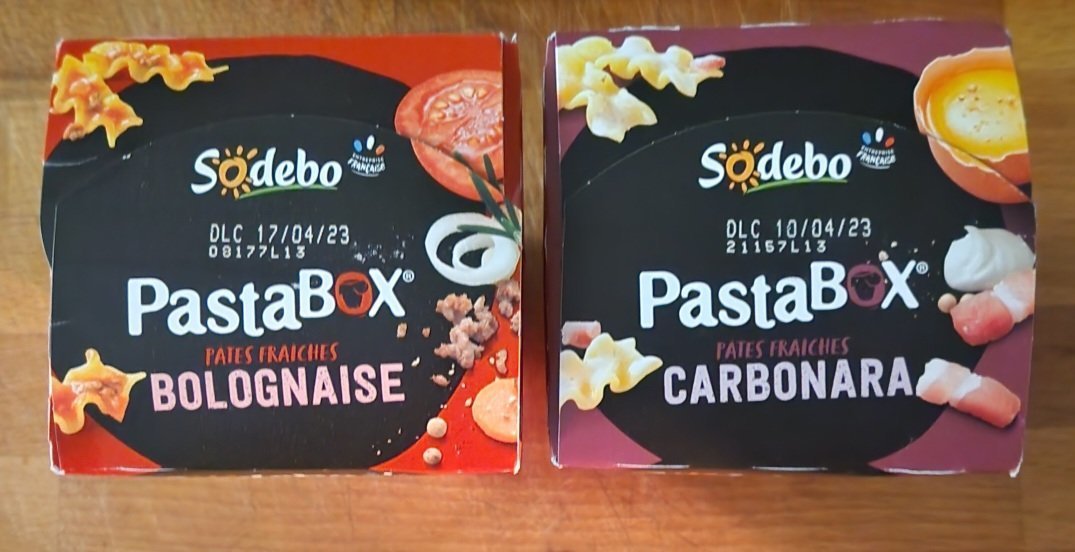 Sodebo
ENTREPRISE
FRANÇAISE
DLC 17/04/23
08177L13
PastaBOX®
PATES FRAICHES
BOLOGNAISE
Sodebo
ENTREPRISE
FRANÇAISE
DLC 10/04/23
21157L13
PastaBOX®
PATES FRAICHES
CARBONARA